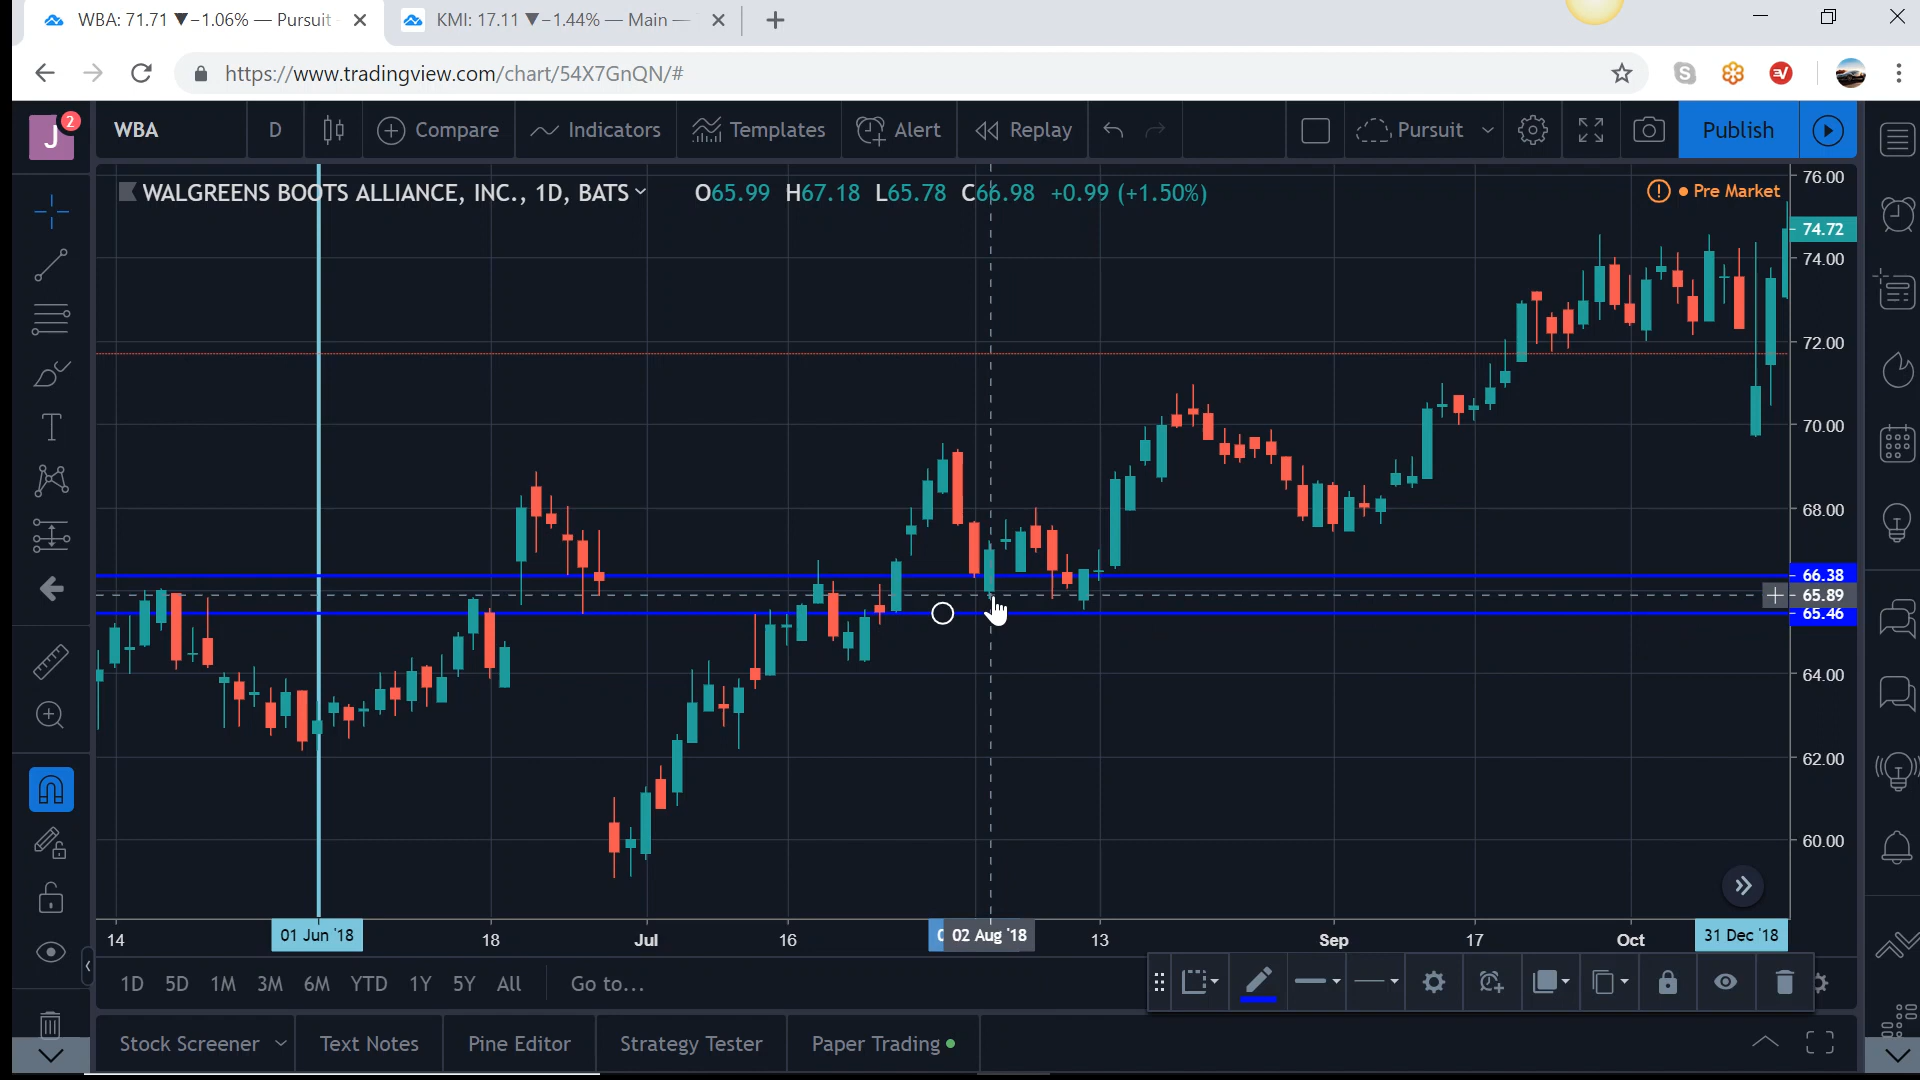 WBA: 71.71 ▼−1.06% — Pursuit
KMI: 17.11 ▼−1.44% — Main —
https://www.tradingview.com/chart/54X7GnQN/#
J
2
WBA
D
Compare
Indicators
Templates
Alert
Replay
Pursuit
Publish
WALGREENS BOOTS ALLIANCE, INC., 1D, BATS
O65.99 H67.18 L65.78 C66.98 +0.99 (+1.50%)
Pre Market
76.00
74.72
74.00
72.00
70.00
68.00
66.38
65.89
65.46
64.00
62.00
60.00
14
01 Jun '18
18
Jul
16
02 Aug '18
13
Sep
17
Oct
31 Dec '18
1D 5D 1M 3M 6M YTD 1Y 5Y All Go to...
Stock Screener
Text Notes
Pine Editor
Strategy Tester
Paper Trading